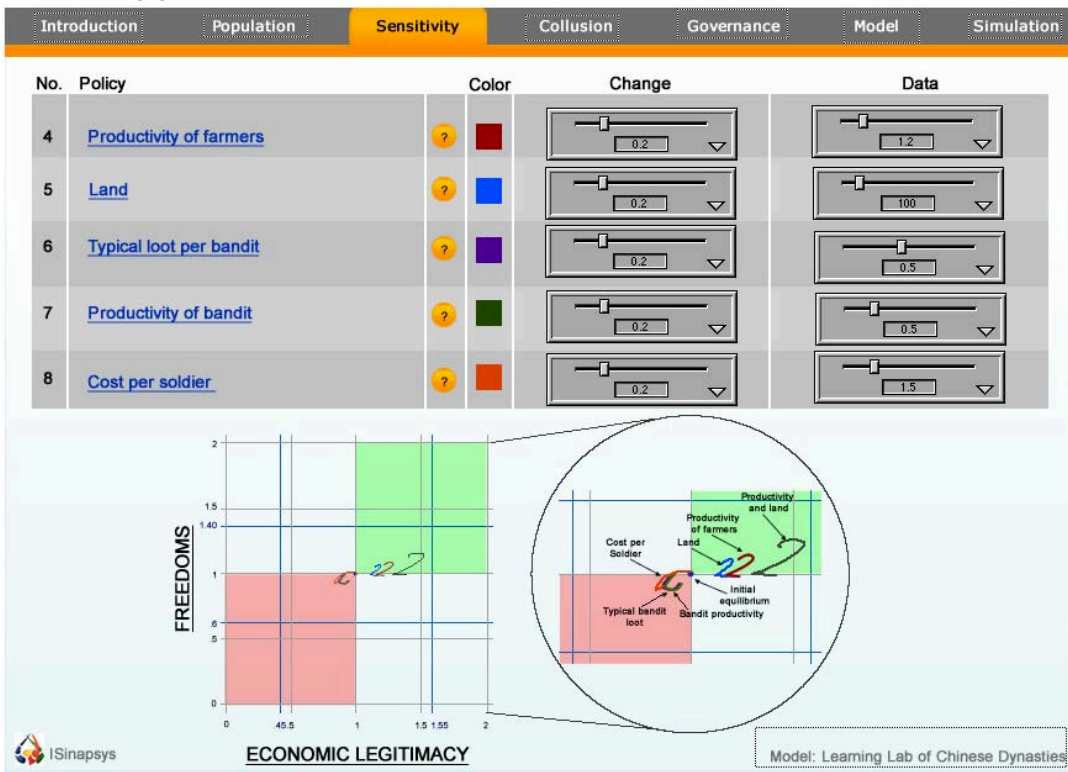 Introduction Population Sensitivity Collusion Governance Model Simulation
No. Policy Color Change Data
4 Productivity of farmers ? 0.2 1.2
5 Land ? 0.2 100
6 Typical loot per bandit ? 0.2 0.5
7 Productivity of bandit ? 0.2 0.5
8 Cost per soldier ? 0.2 1.5
2
1.5
1.40
1
.6
.5
0
FREEDOMS
0 .45.5 1 1.5 1.55 2
ECONOMIC LEGITIMACY
Productivity
and land
Productivity
of farmers
Land
Cost per
Soldier
Initial
equilibrium
Typical bandit
loot
Bandit productivity
ISinapsys
Model: Learning Lab of Chinese Dynasties